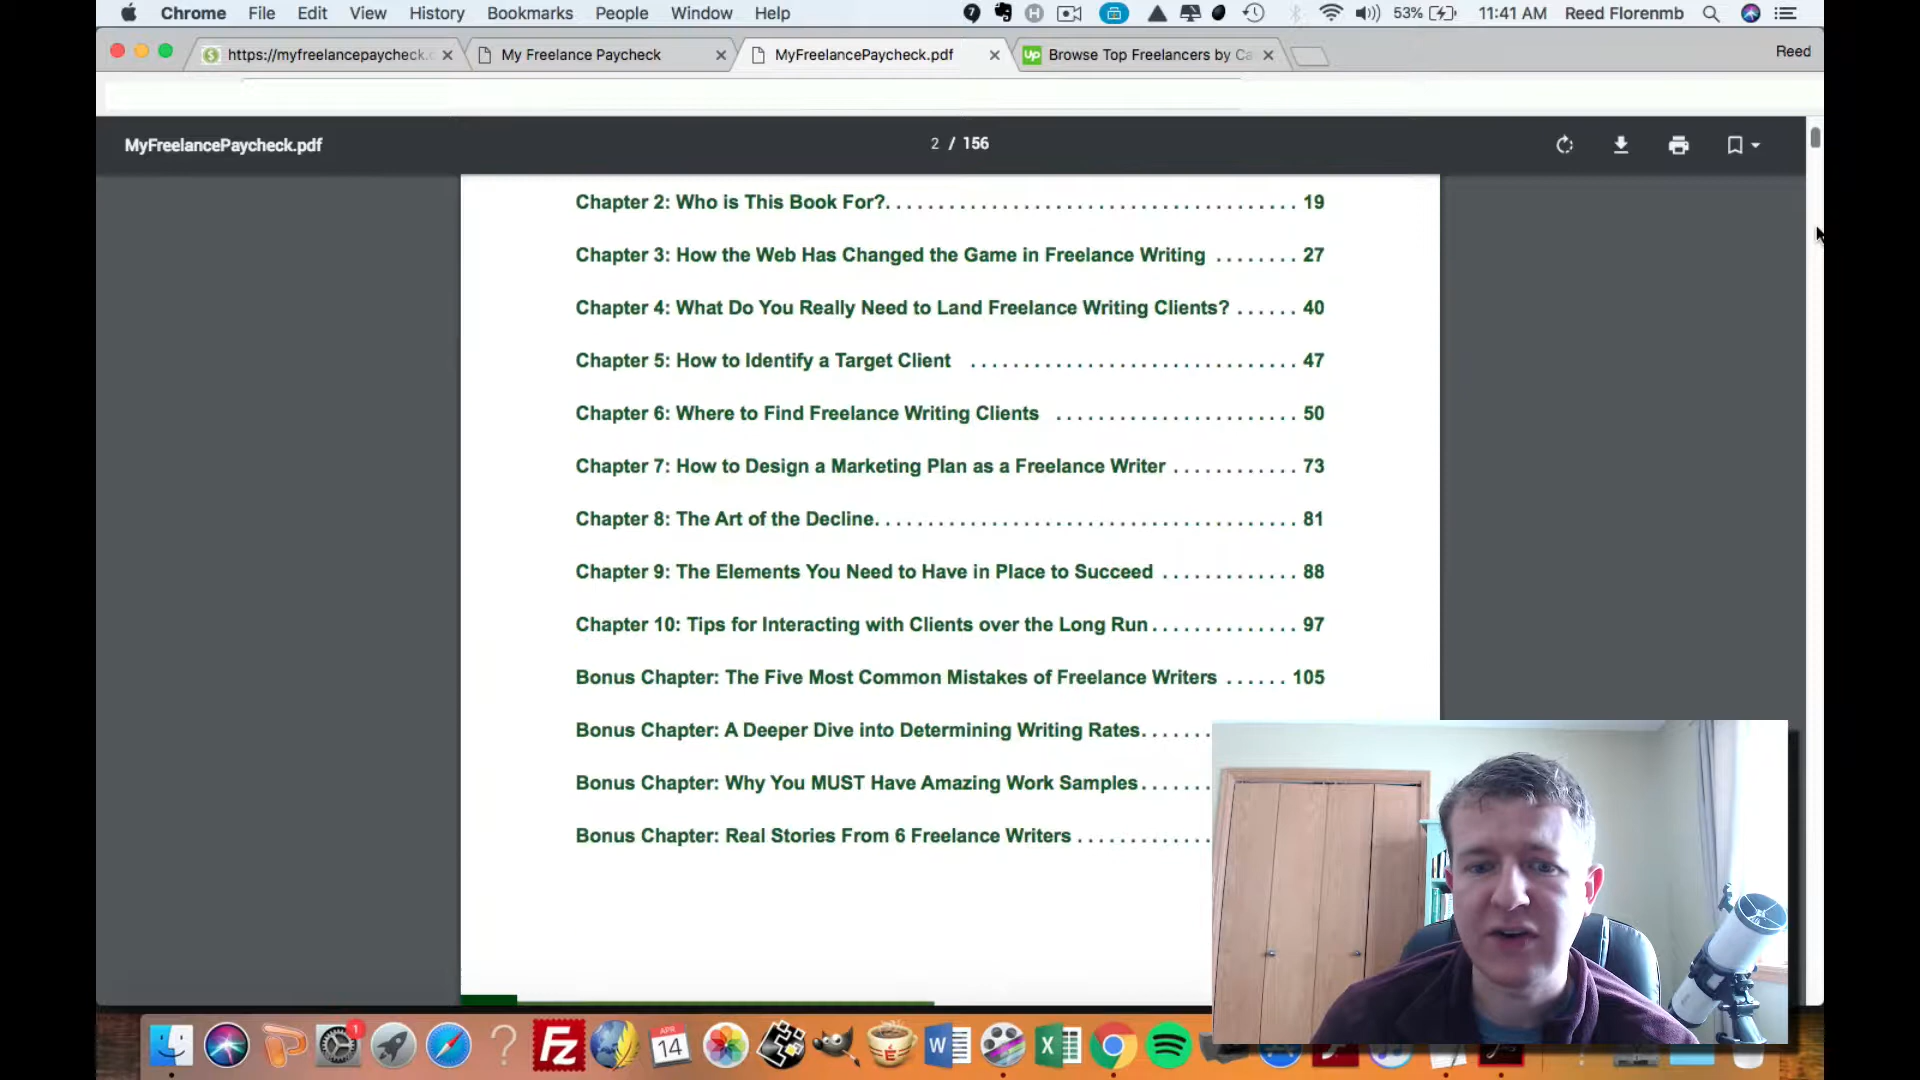 Chrome File Edit View History Bookmarks People Window Help 53% 11:41 AM Reed Florenmb
https://myfreelancepaycheck. My Freelance Paycheck MyFreelancePaycheck.pdf Up Browse Top Freelancers by Ca Reed
MyFreelancePaycheck.pdf 2 / 156
Chapter 2: Who is This Book For?. . . . . . . . . . . . . . . . . . . . . . . . . . . . . . . . . . . . . . 19
Chapter 3: How the Web Has Changed the Game in Freelance Writing . . . . . . . . 27
Chapter 4: What Do You Really Need to Land Freelance Writing Clients? . . . . . . 40
Chapter 5: How to Identify a Target Client . . . . . . . . . . . . . . . . . . . . . . . . . . . . 47
Chapter 6: Where to Find Freelance Writing Clients . . . . . . . . . . . . . . . . . . . . . 50
Chapter 7: How to Design a Marketing Plan as a Freelance Writer . . . . . . . . . . . . 73
Chapter 8: The Art of the Decline. . . . . . . . . . . . . . . . . . . . . . . . . . . . . . . . . . . . 81
Chapter 9: The Elements You Need to Have in Place to Succeed . . . . . . . . . . . . . 88
Chapter 10: Tips for Interacting with Clients over the Long Run . . . . . . . . . . . . . 97
Bonus Chapter: The Five Most Common Mistakes of Freelance Writers . . . . . . 105
Bonus Chapter: A Deeper Dive into Determining Writing Rates. . . . . . .
Bonus Chapter: Why You MUST Have Amazing Work Samples . . . . . . .
Bonus Chapter: Real Stories From 6 Freelance Writers . . . . . . . . . . . . .
1 ? Fz APR 14 W X